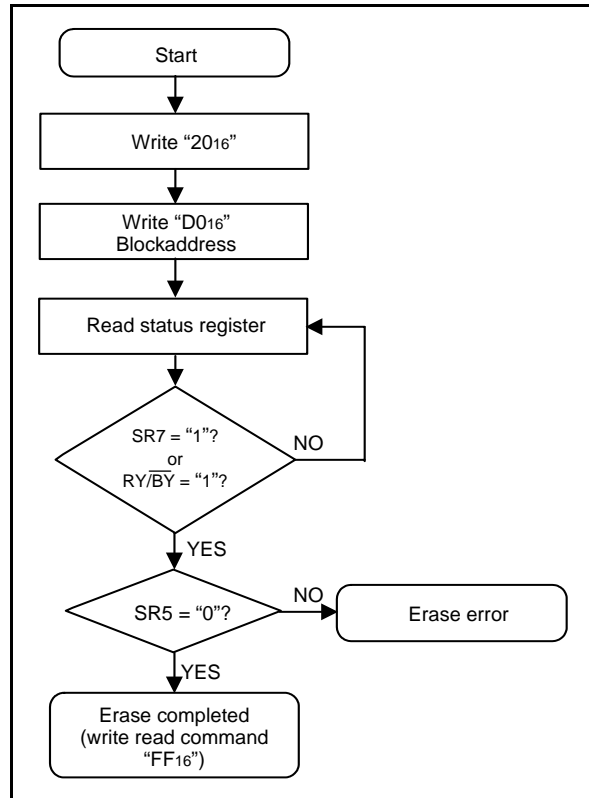 Start
Write “20₁₆”
Write “D0₁₆”
Blockaddress
Read status register
SR7 = “1”?
or
RY/B̅Y̅ = “1”?
NO
YES
SR5 = “0”?
NO
Erase error
YES
Erase completed
(write read command
“FF₁₆”)